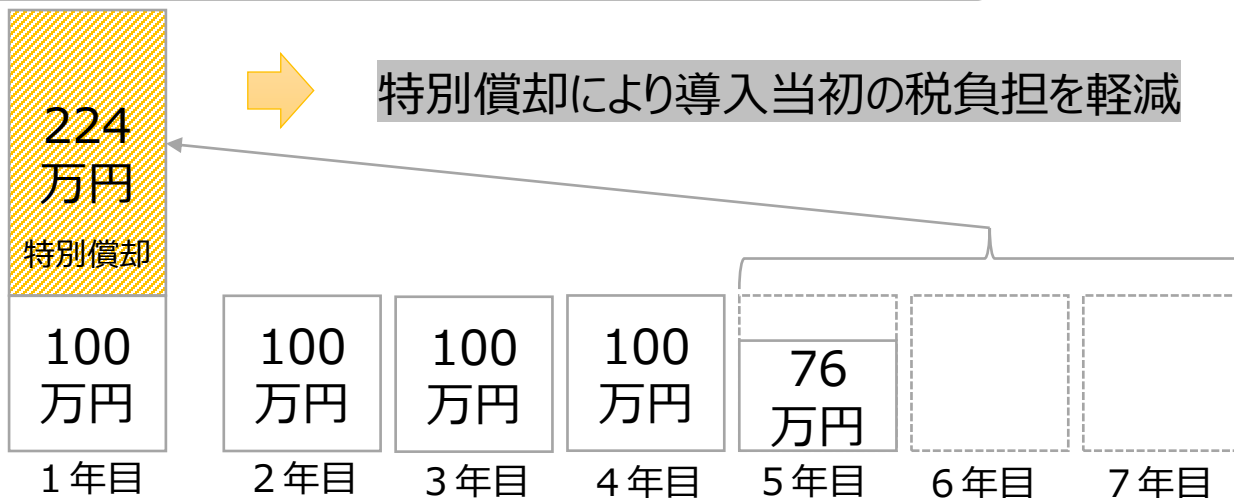 特別償却により導入当初の税負担を軽減
224
万円
特別償却
100
万円
100
万円
100
万円
100
万円
76
万円
1年目
2年目
3年目
4年目
5年目
6年目
7年目